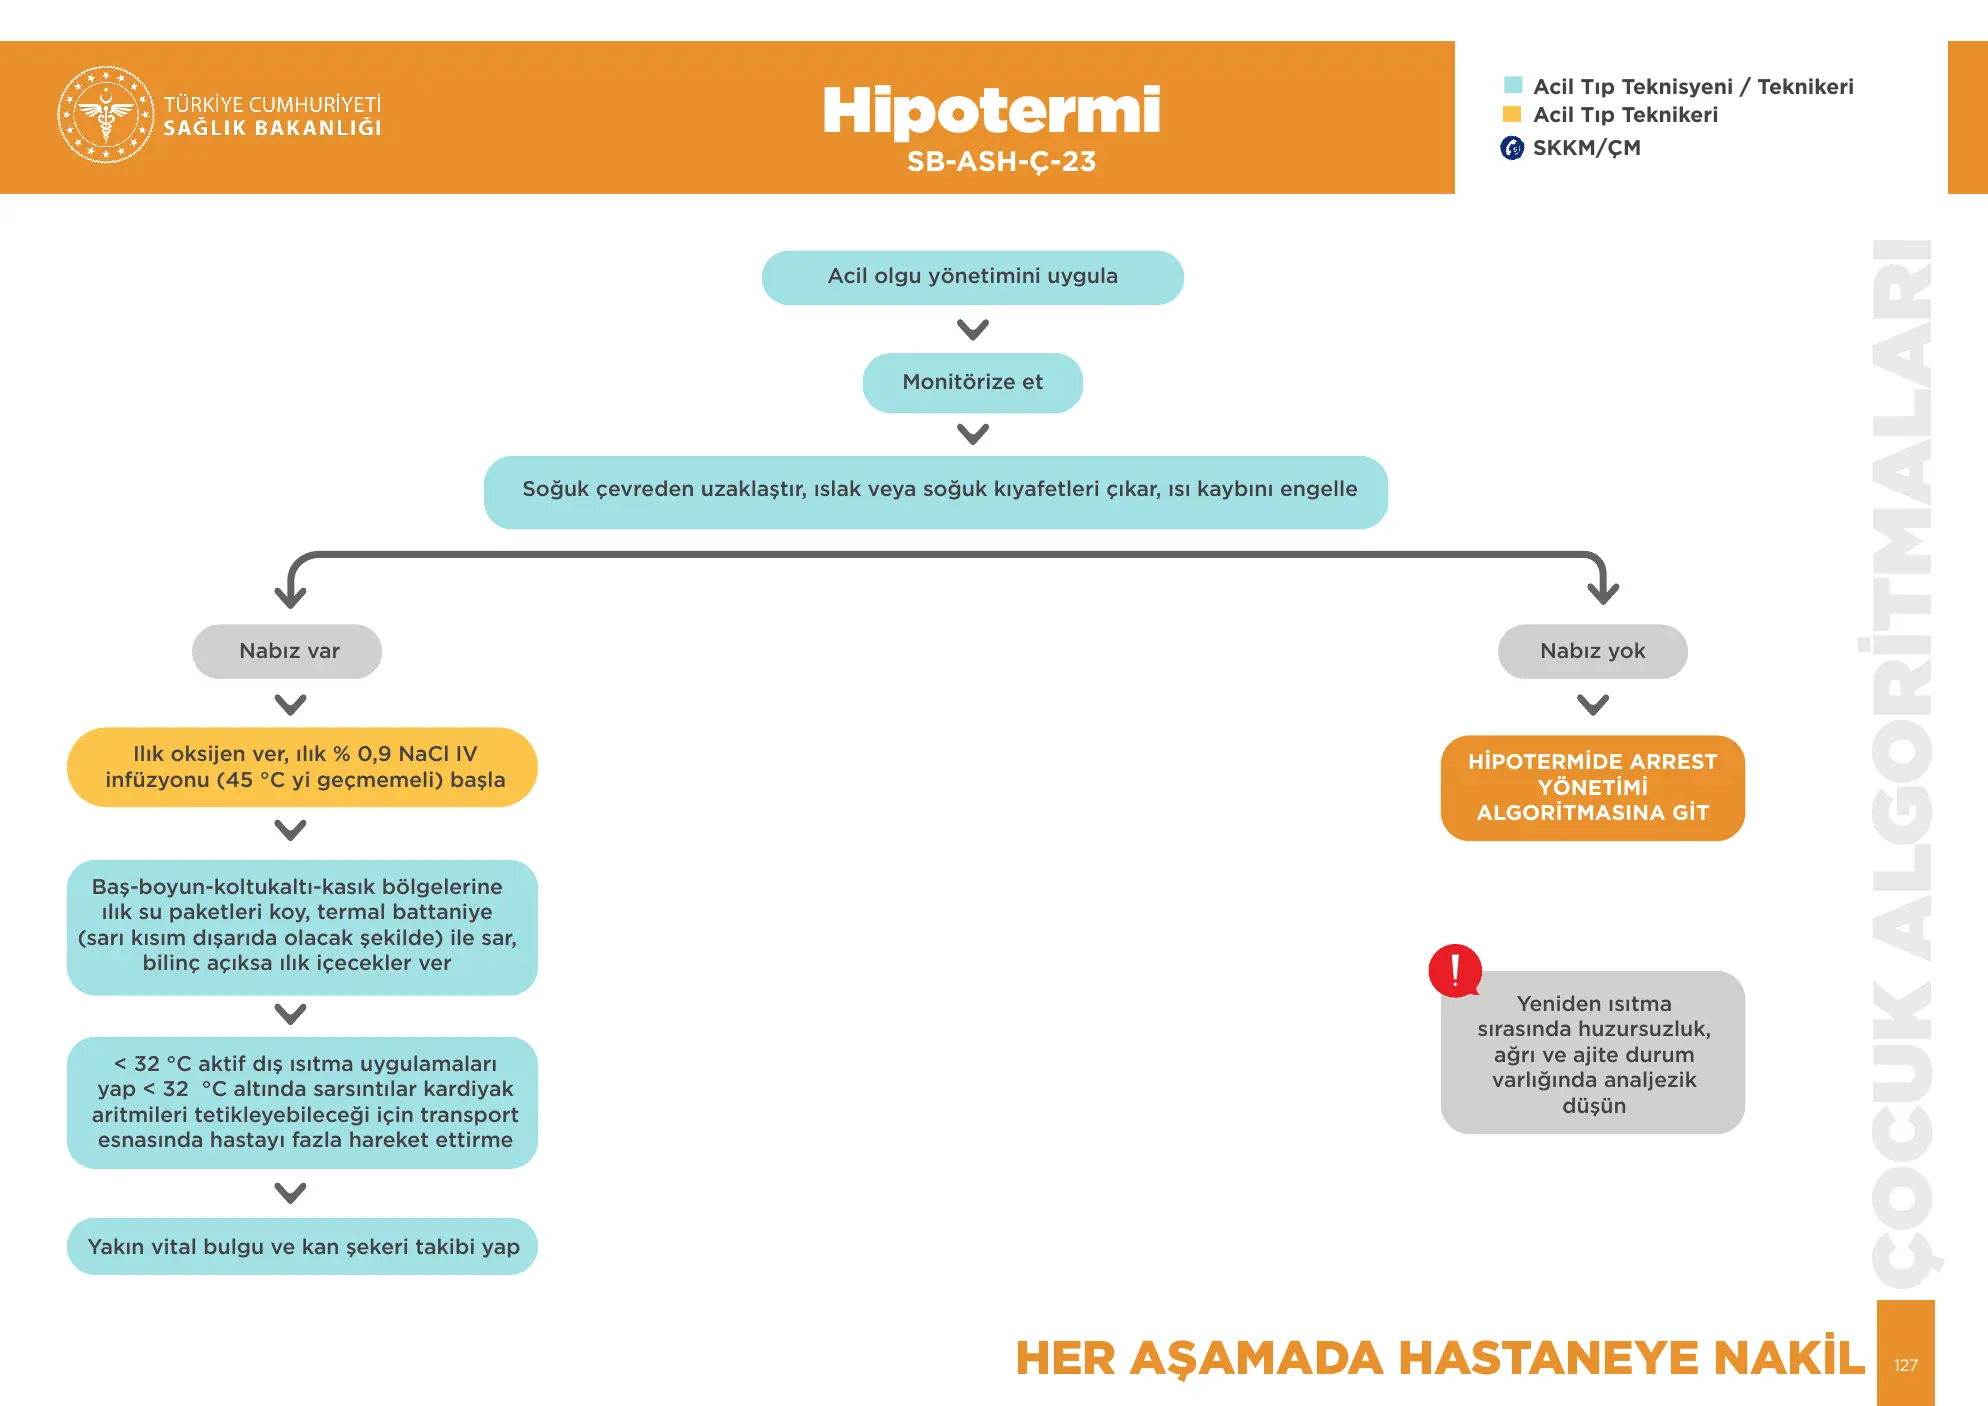 TÜRKİYE CUMHURİYETİ
SAĞLIK BAKANLIĞI
Hipotermi
SB-ASH-Ç-23
Acil Tıp Teknisyeni / Teknikeri
Acil Tıp Teknikeri
SKKM/ÇM
Acil olgu yönetimini uygula
Monitörize et
Soğuk çevreden uzaklaştır, ıslak veya soğuk kıyafetleri çıkar, ısı kaybını engelle
Nabız var
Ilık oksijen ver, ılık % 0,9 NaCl IV
infüzyonu (45 °C yi geçmemeli) başla
Baş-boyun-koltukaltı-kasık bölgelerine
ılık su paketleri koy, termal battaniye
(sarı kısım dışarıda olacak şekilde) ile sar,
bilinç açıksa ılık içecekler ver
< 32 °C aktif dış ısıtma uygulamaları
yap < 32  °C altında sarsıntılar kardiyak
aritmileri tetikleyebileceği için transport
esnasında hastayı fazla hareket ettirme
Yakın vital bulgu ve kan şekeri takibi yap
Nabız yok
HİPOTERMİDE ARREST
YÖNETİMİ
ALGORİTMASINA GİT
!
Yeniden ısıtma
sırasında huzursuzluk,
ağrı ve ajite durum
varlığında analjezik
düşün
ÇOCUK ALGORİTMALARI
HER AŞAMADA HASTANEYE NAKİL
127